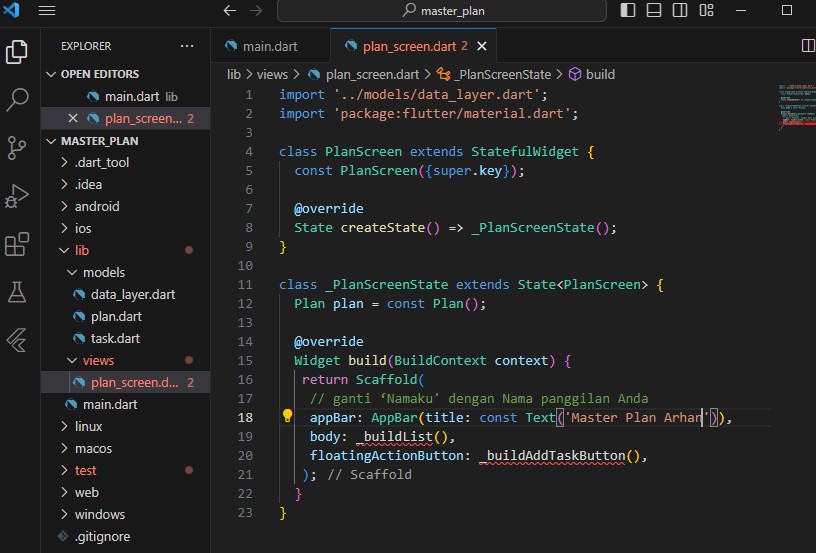 master_plan
EXPLORER ...
OPEN EDITORS
main.dart lib
plan_screen... 2
MASTER_PLAN
.dart_tool
.idea
android
ios
lib
models
data_layer.dart
plan.dart
task.dart
views
plan_screen.d... 2
main.dart
linux
macos
test
web
windows
.gitignore
main.dart
plan_screen.dart 2
lib > views > plan_screen.dart > _PlanScreenState > build
1 import '../models/data_layer.dart';
2 import 'package:flutter/material.dart';
3
4 class PlanScreen extends StatefulWidget {
5 const PlanScreen({super.key});
6
7 @override
8 State createState() => _PlanScreenState();
9 }
10
11 class _PlanScreenState extends State<PlanScreen> {
12 Plan plan = const Plan();
13
14 @override
15 Widget build(BuildContext context) {
16 return Scaffold(
17 // ganti ‘Namaku' dengan Nama panggilan Anda
18 appBar: AppBar(title: const Text('Master Plan Arhan')),
19 body: _buildList(),
20 floatingActionButton: _buildAddTaskButton(),
21 ); // Scaffold
22 }
23 }